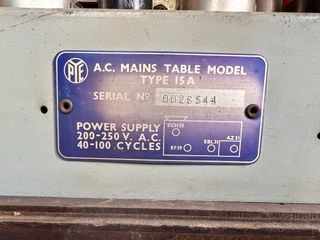 PYE
A.C. MAINS TABLE MODEL
TYPE 15A
SERIAL Nº 0026544
POWER SUPPLY
200-250 V. A.C.
40-100 CYCLES
ECH35
EF39
EBL31
AZ31